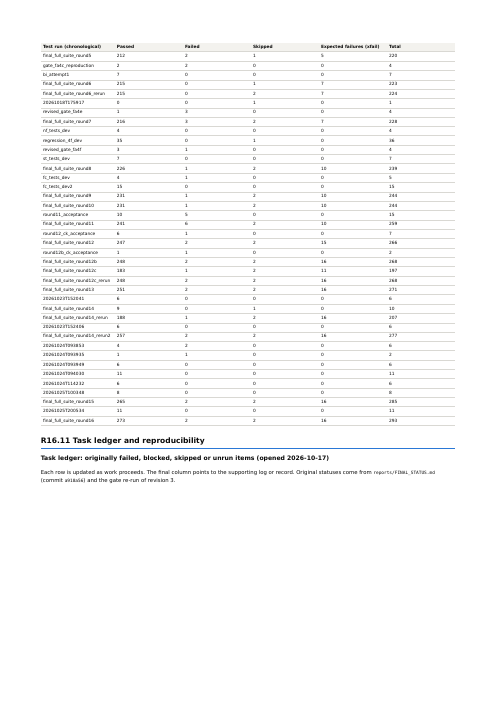 Test run (chronological) Passed Failed Skipped Expected failures (xfail) Total
final_full_suite_round5 212 2 1 5 220
gate_fa4c_reproduction 2 2 0 0 4
bi_attempt1 7 0 0 0 7
final_full_suite_round6 215 0 1 7 223
final_full_suite_round6_rerun 215 0 2 7 224
20261018T175917 0 0 1 0 1
revised_gate_fa4e 1 3 0 0 4
final_full_suite_round7 216 3 2 7 228
nf_tests_dev 4 0 0 0 4
regression_df_dev 35 0 1 0 36
revised_gate_fa4f 3 1 0 0 4
st_tests_dev 7 0 0 0 7
final_full_suite_round8 226 1 2 10 239
fc_tests_dev 4 1 0 0 5
fc_tests_dev2 15 0 0 0 15
final_full_suite_round9 231 1 2 10 244
final_full_suite_round10 231 1 2 10 244
round11_acceptance 10 5 0 0 15
final_full_suite_round11 241 6 2 10 259
round12_ck_acceptance 6 1 0 0 7
final_full_suite_round12 247 2 2 15 266
round12b_dc_acceptance 1 1 0 0 2
final_full_suite_round12b 248 2 2 16 268
final_full_suite_round12c 183 1 2 11 197
final_full_suite_round12c_rerun 248 2 2 16 268
final_full_suite_round13 251 2 2 16 271
20261023T152041 6 0 0 0 6
final_full_suite_round14 9 0 1 0 10
final_full_suite_round14_rerun 188 1 2 16 207
20261023T152406 6 0 0 0 6
final_full_suite_round14_rerun2 257 2 2 16 277
20261024T093853 4 2 0 0 6
20261024T093935 1 1 0 0 2
20261024T093949 6 0 0 0 6
20261024T094030 11 0 0 0 11
20261024T114232 6 0 0 0 6
20261025T100348 8 0 0 0 8
final_full_suite_round15 265 2 2 16 285
20261025T200534 11 0 0 0 11
final_full_suite_round16 273 2 2 16 293
R16.11 Task ledger and reproducibility
Task ledger: originally failed, blocked, skipped or unrun items (opened 2026-10-17)
Each row is updated as work proceeds. The final column points to the supporting log or record. Original statuses come from reports/FINAL_STATUS.md
(commit and the gate re-run of revision 3.